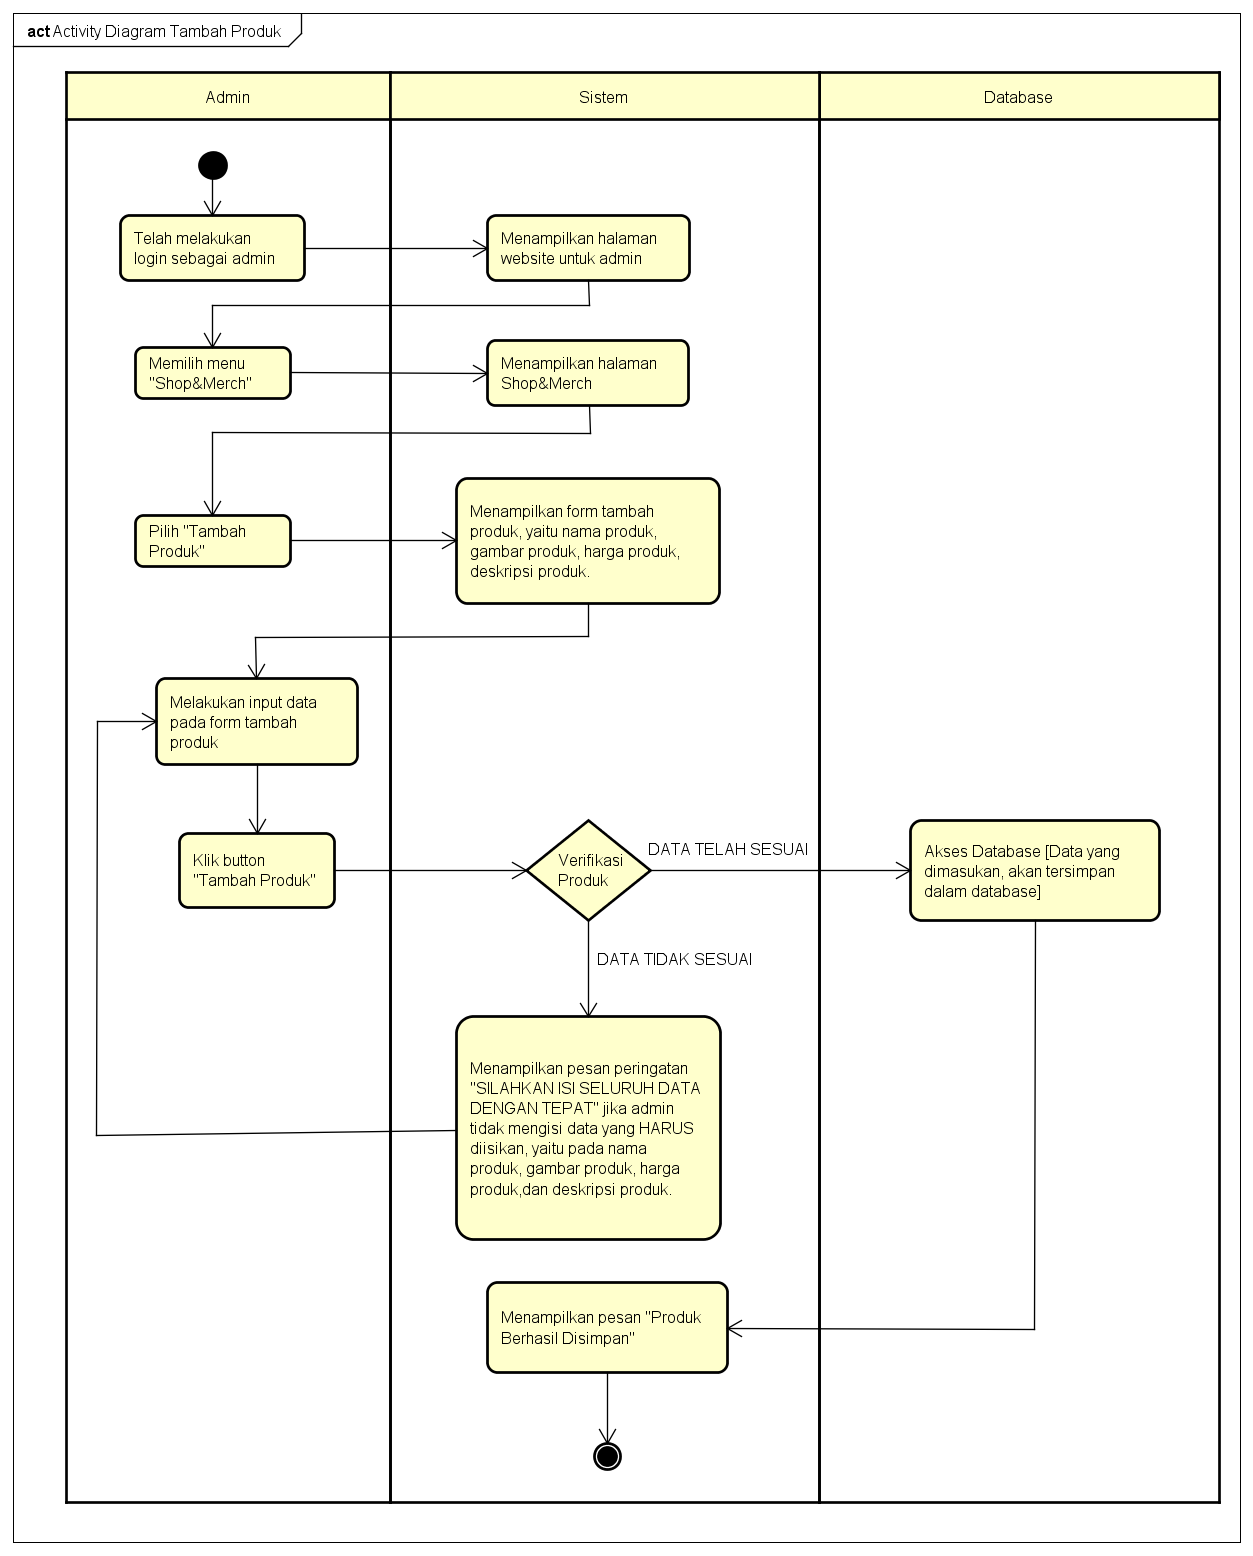 act Activity Diagram Tambah Produk
Admin
Sistem
Database
Telah melakukan
login sebagai admin
Menampilkan halaman
website untuk admin
Memilih menu
"Shop&Merch"
Menampilkan halaman
Shop&Merch
Pilih "Tambah
Produk"
Menampilkan form tambah
produk, yaitu nama produk,
gambar produk, harga produk,
deskripsi produk.
Melakukan input data
pada form tambah
produk
Klik button
"Tambah Produk"
Verifikasi
Produk
DATA TELAH SESUAI
Akses Database [Data yang
dimasukan, akan tersimpan
dalam database]
DATA TIDAK SESUAI
Menampilkan pesan peringatan
"SILAHKAN ISI SELURUH DATA
DENGAN TEPAT" jika admin
tidak mengisi data yang HARUS
diisikan, yaitu pada nama
produk, gambar produk, harga
produk,dan deskripsi produk.
Menampilkan pesan "Produk
Berhasil Disimpan"